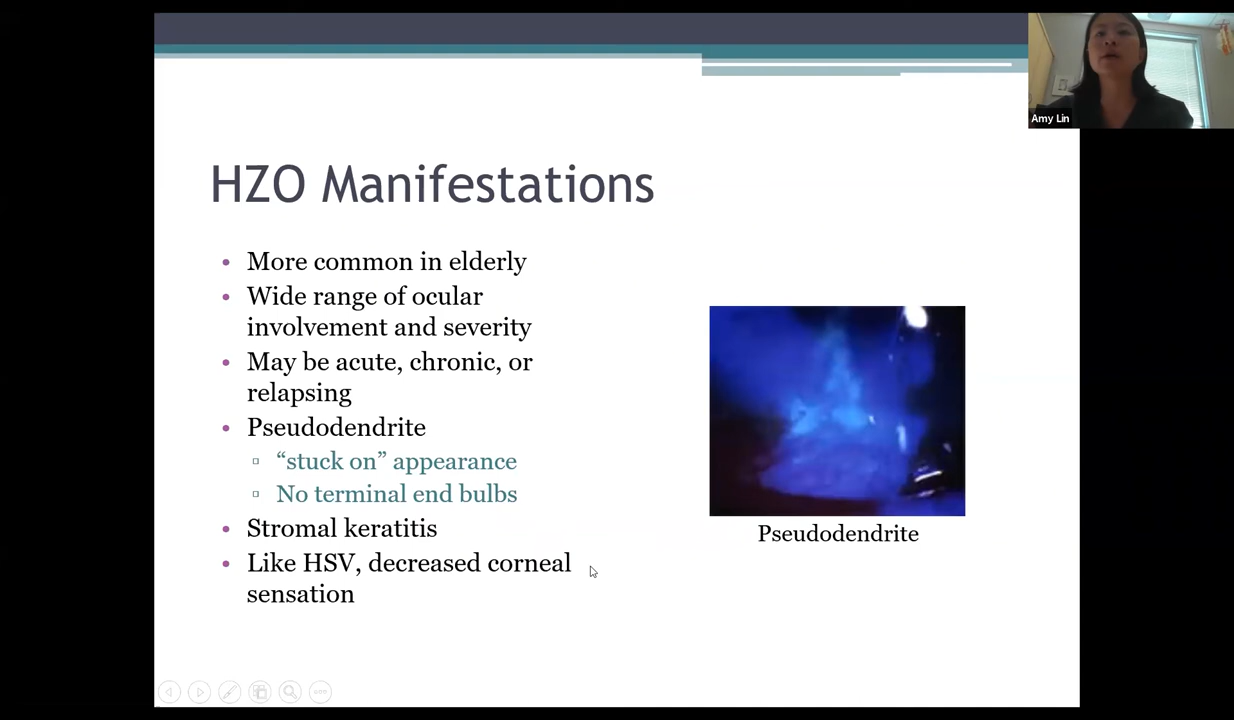 Amy Lin
HZO Manifestations
• More common in elderly
• Wide range of ocular
involvement and severity
• May be acute, chronic, or
relapsing
• Pseudodendrite
▫ “stuck on” appearance
▫ No terminal end bulbs
• Stromal keratitis
• Like HSV, decreased corneal
sensation
Pseudodendrite